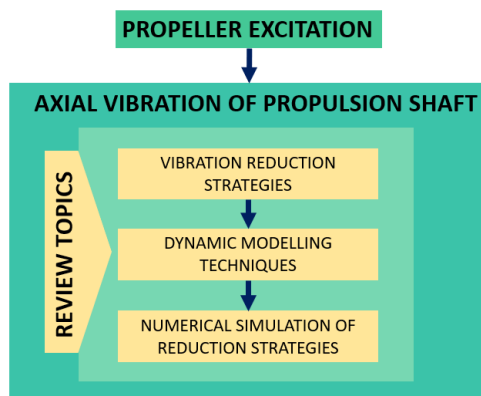 PROPELLER EXCITATION
AXIAL VIBRATION OF PROPULSION SHAFT
REVIEW TOPICS
VIBRATION REDUCTION
STRATEGIES
DYNAMIC MODELLING
TECHNIQUES
NUMERICAL SIMULATION OF
REDUCTION STRATEGIES